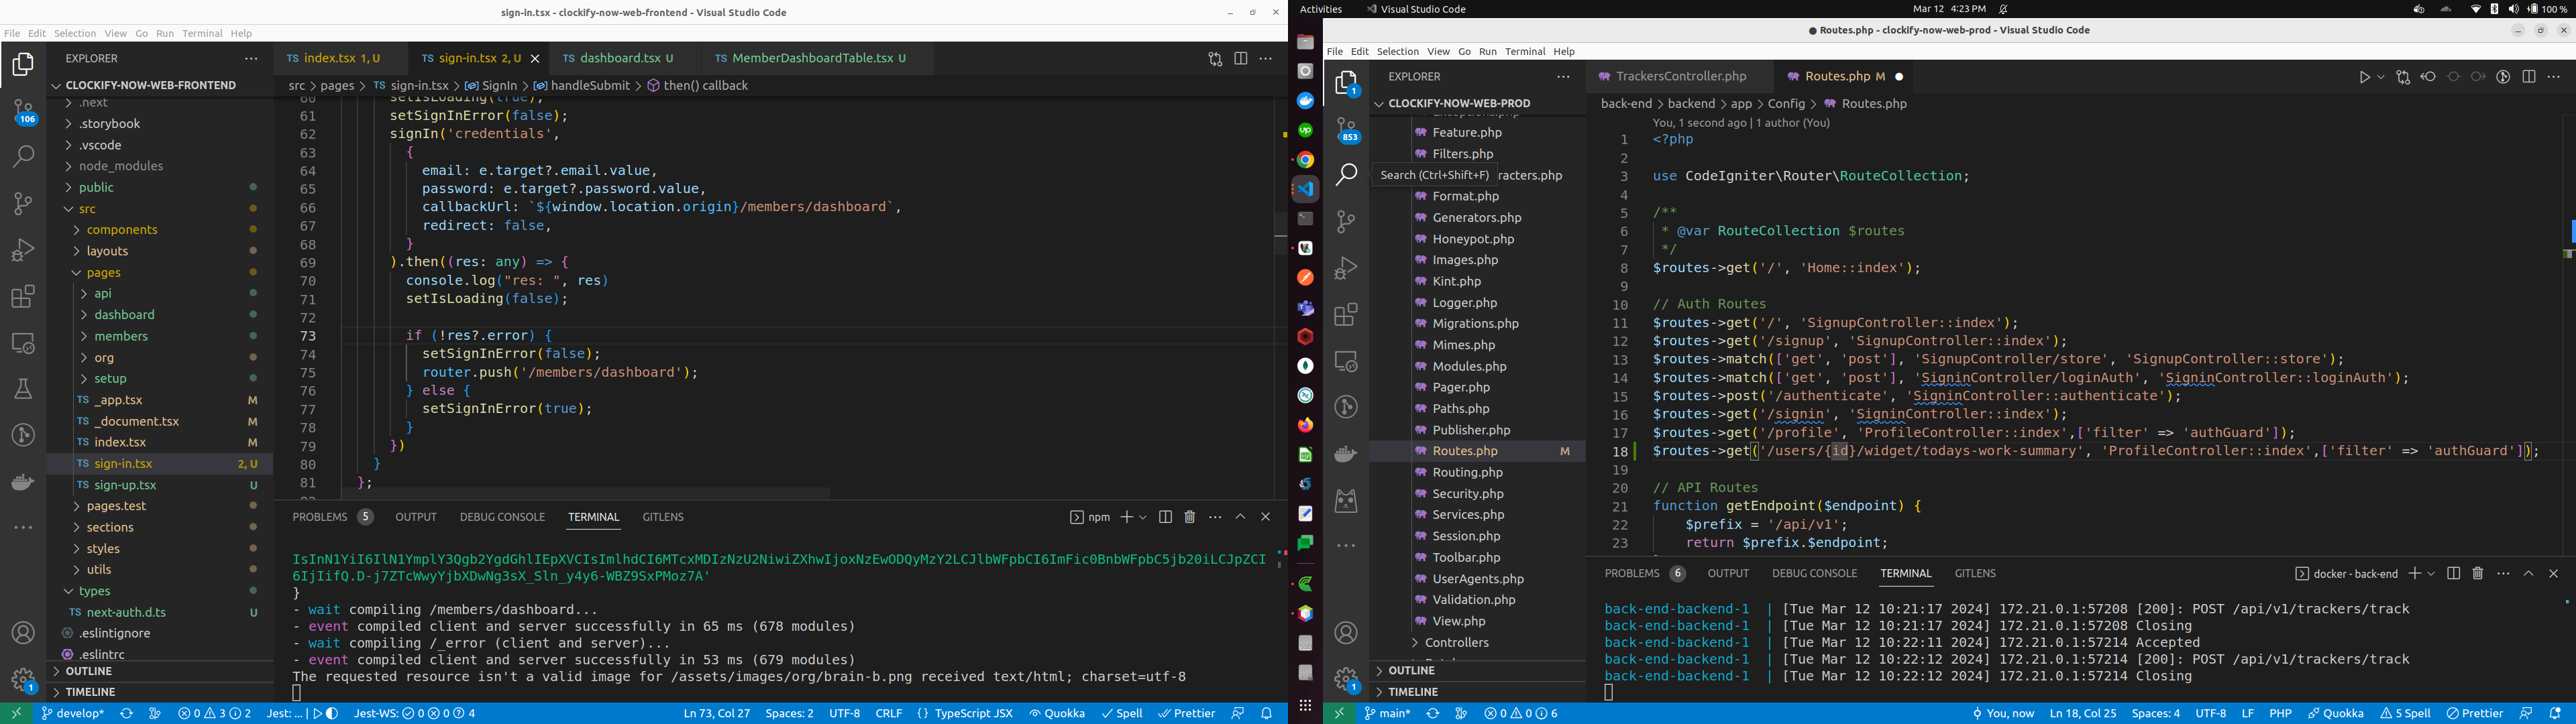 sign-in.tsx - clockify-now-web-frontend - Visual Studio Code
File Edit Selection View Go Run Terminal Help
EXPLORER
CLOCKIFY-NOW-WEB-FRONTEND
.next
.storybook
.vscode
node_modules
public
src
components
layouts
pages
api
dashboard
members
org
setup
_app.tsx M
_document.tsx M
index.tsx M
sign-in.tsx 2, U
sign-up.tsx U
pages.test
sections
styles
utils
types
TS next-auth.d.ts U
.eslintignore
.eslintrc
OUTLINE
TIMELINE
106
1
TS index.tsx 1, U
TS sign-in.tsx 2, U
TS dashboard.tsx U
TS MemberDashboardTable.tsx U
src > pages > TS sign-in.tsx > SignIn > handleSubmit > then() callback
60 setIsLoading(true);
61 setSignInError(false);
62 signIn('credentials',
63 {
64 email: e.target?.email.value,
65 password: e.target?.password.value,
66 callbackUrl: `${window.location.origin}/members/dashboard`,
67 redirect: false,
68 }
69 ).then((res: any) => {
70 console.log("res: ", res)
71 setIsLoading(false);
72
73 if (!res?.error) {
74 setSignInError(false);
75 router.push('/members/dashboard');
76 } else {
77 setSignInError(true);
78 }
79 })
80 }
81 };
PROBLEMS 5 OUTPUT DEBUG CONSOLE TERMINAL GITLENS
npm
}
- wait compiling /members/dashboard...
- event compiled client and server successfully in 65 ms (678 modules)
- wait compiling /_error (client and server)...
- event compiled client and server successfully in 53 ms (679 modules)
The requested resource isn't a valid image for /assets/images/org/brain-b.png received text/html; charset=utf-8
develop* 0 3 2 Jest: ... | Jest-WS: 0 0 4 Ln 73, Col 27 Spaces: 2 UTF-8 CRLF {} TypeScript JSX Quokka Spell Prettier
Activities Visual Studio Code Mar 12 4:23 PM 100 %
● Routes.php - clockify-now-web-prod - Visual Studio Code
File Edit Selection View Go Run Terminal Help
EXPLORER
CLOCKIFY-NOW-WEB-PROD
Feature.php
Filters.php
Search (Ctrl+Shift+F) racters.php
Format.php
Generators.php
Honeypot.php
Images.php
Kint.php
Logger.php
Migrations.php
Mimes.php
Modules.php
Pager.php
Paths.php
Publisher.php
Routes.php M
Routing.php
Security.php
Services.php
Session.php
Toolbar.php
UserAgents.php
Validation.php
View.php
Controllers
OUTLINE
TIMELINE
1
853
1
TrackersController.php
Routes.php M
back-end > backend > app > Config > Routes.php
You, 1 second ago | 1 author (You)
1 <?php
2
3 use CodeIgniter\Router\RouteCollection;
4
5 /**
6 * @var RouteCollection $routes
7 */
8 $routes->get('/', 'Home::index');
9
10 // Auth Routes
11 $routes->get('/', 'SignupController::index');
12 $routes->get('/signup', 'SignupController::index');
13 $routes->match(['get', 'post'], 'SignupController/store', 'SignupController::store');
14 $routes->match(['get', 'post'], 'SigninController/loginAuth', 'SigninController::loginAuth');
15 $routes->post('/authenticate', 'SigninController::authenticate');
16 $routes->get('/signin', 'SigninController::index');
17 $routes->get('/profile', 'ProfileController::index',['filter' => 'authGuard']);
18 $routes->get('/users/{id}/widget/todays-work-summary', 'ProfileController::index',['filter' => 'authGuard']);
19
20 // API Routes
21 function getEndpoint($endpoint) {
22 $prefix = '/api/v1';
23 return $prefix.$endpoint;
PROBLEMS 6 OUTPUT DEBUG CONSOLE TERMINAL GITLENS
docker - back-end
back-end-backend-1 | [Tue Mar 12 10:21:17 2024] 172.21.0.1:57208 [200]: POST /api/v1/trackers/track
back-end-backend-1 | [Tue Mar 12 10:21:17 2024] 172.21.0.1:57208 Closing
back-end-backend-1 | [Tue Mar 12 10:22:11 2024] 172.21.0.1:57214 Accepted
back-end-backend-1 | [Tue Mar 12 10:22:12 2024] 172.21.0.1:57214 [200]: POST /api/v1/trackers/track
back-end-backend-1 | [Tue Mar 12 10:22:12 2024] 172.21.0.1:57214 Closing
main* 0 0 6 You, now Ln 18, Col 25 Spaces: 4 UTF-8 LF PHP Quokka 5 Spell Prettier